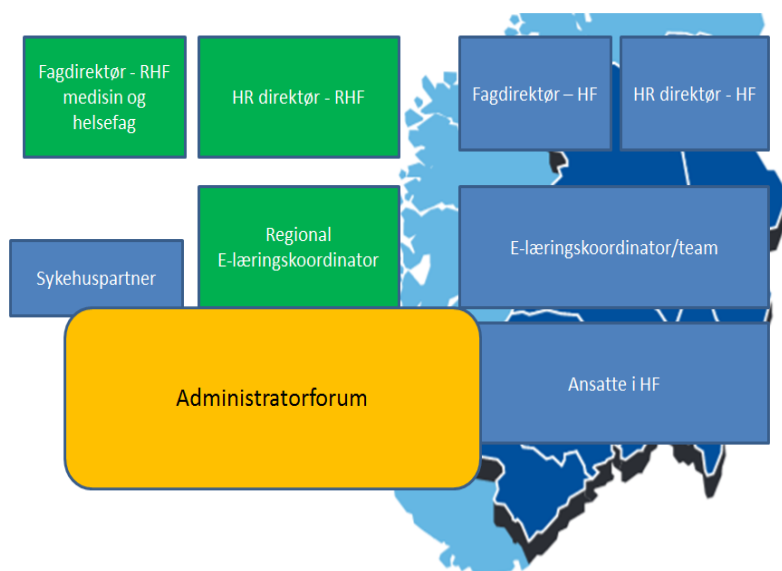 Fagdirektør - RHF
medisin og
helsefag
HR direktør - RHF
Fagdirektør – HF
HR direktør - HF
Regional
E-læringskoordinator
E-læringskoordinator/team
Sykehuspartner
Administratorforum
Ansatte i HF